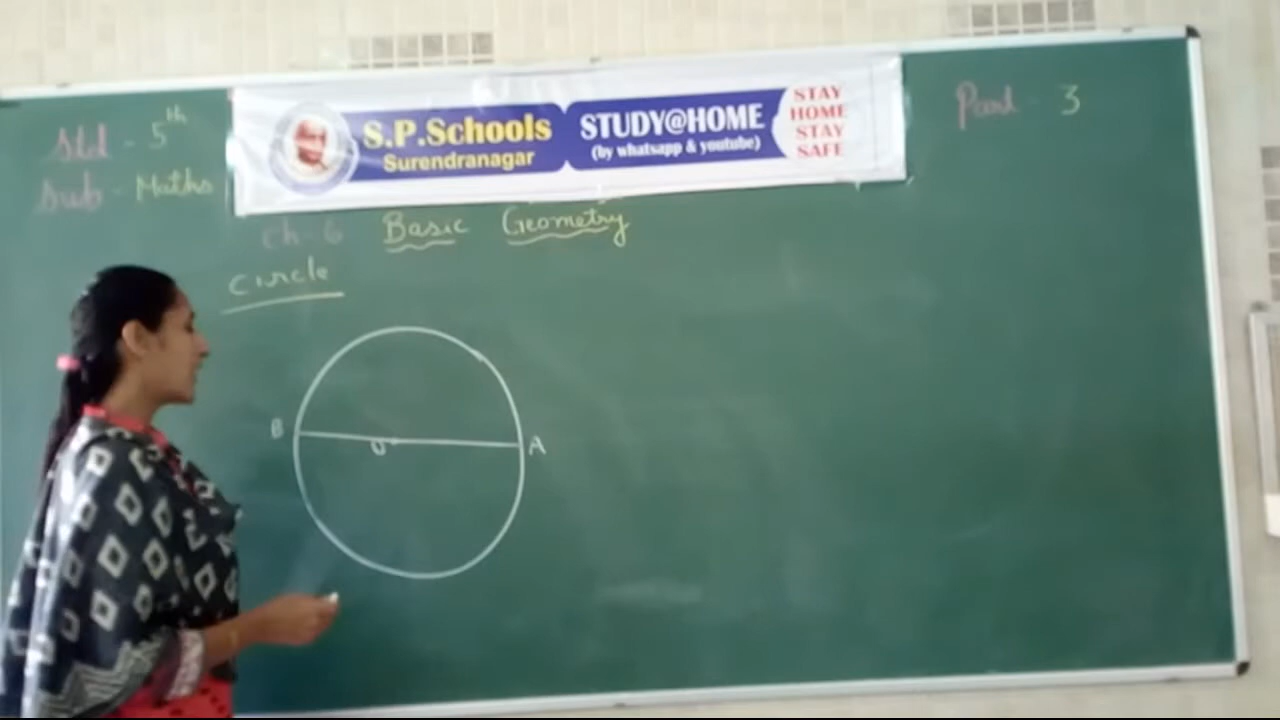 Std - 5th
Sub - Maths
S.P.Schools
Surendranagar
STUDY@HOME
(by whatsapp & youtube)
STAY
HOME
STAY
SAFE
Part - 3
Ch-6 Basic Geometry
Circle
B
O
A